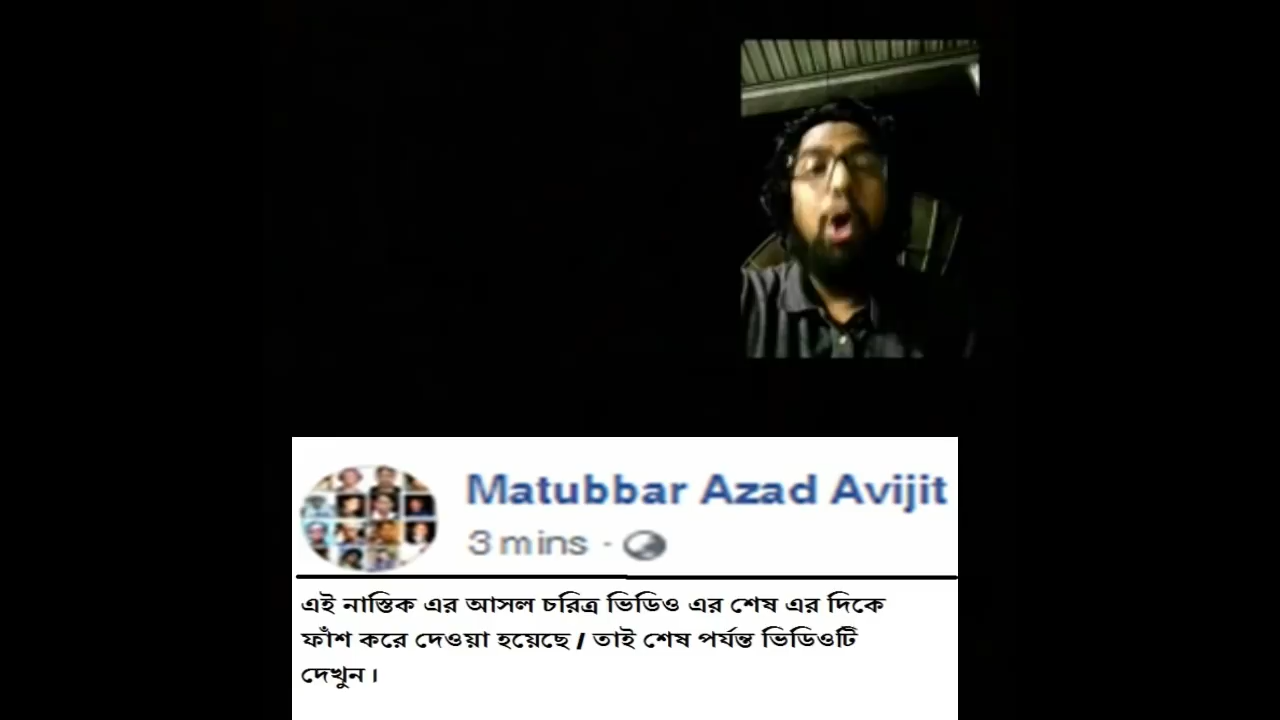 Matubbar Azad Avijit
3 mins ·
এই নাস্তিক এর আসল চরিত্র ভিডিও এর শেষ এর দিকে
ফাঁশ করে দেওয়া হয়েছে / তাই শেষ পর্যন্ত ভিডিওটি
দেখুন।